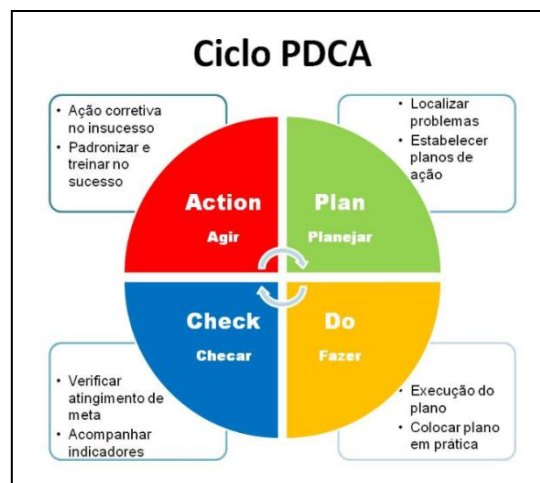 Ciclo PDCA
• Ação corretiva
no insucesso
• Padronizar e
treinar no
sucesso
• Localizar
problemas
• Estabelecer
planos de
ação
Action
Agir
Plan
Planejar
Check
Checar
Do
Fazer
• Verificar
atingimento de
meta
• Acompanhar
indicadores
• Execução do
plano
• Colocar plano
em prática